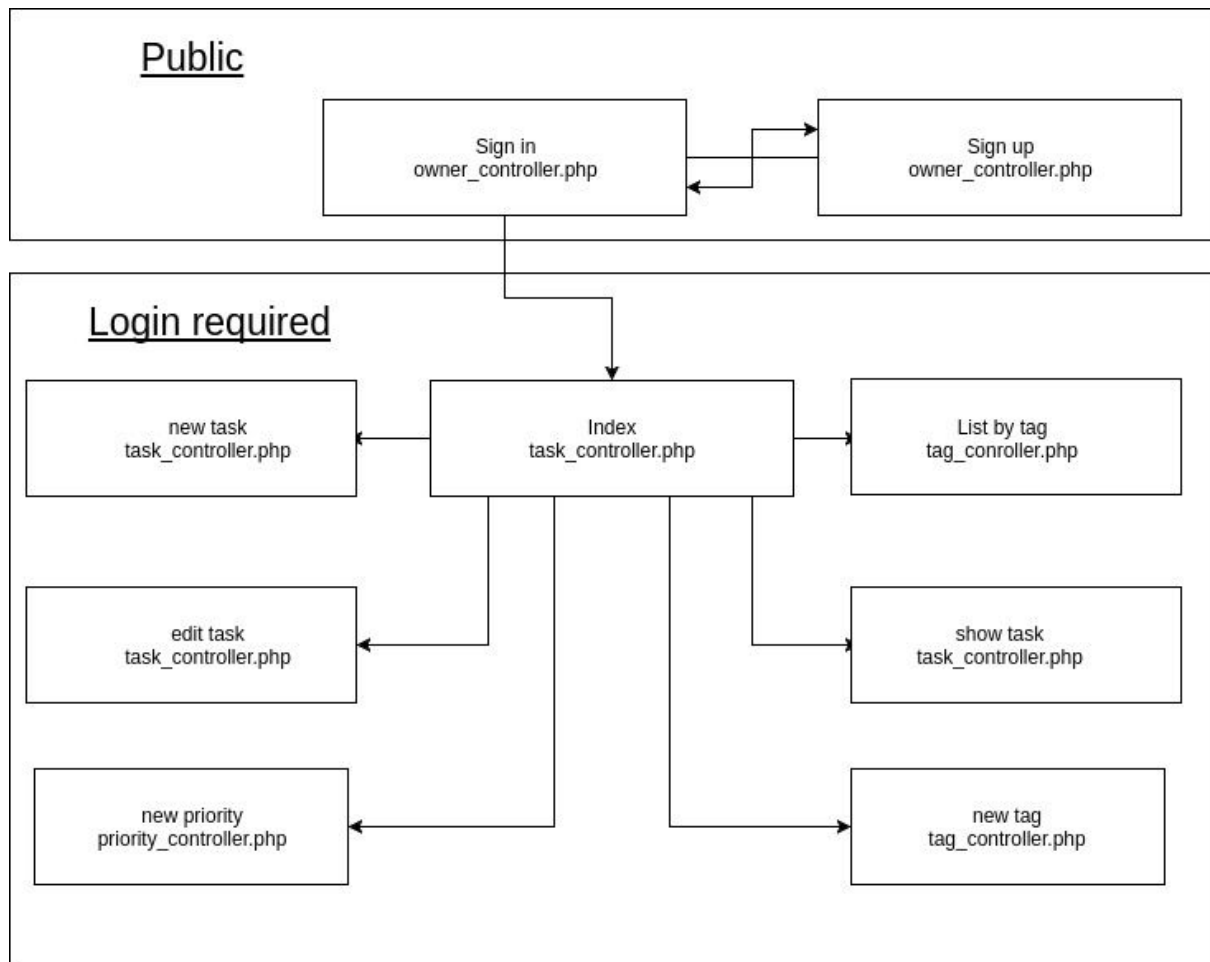 Public
Sign in
owner_controller.php
Sign up
owner_controller.php
Login required
new task
task_controller.php
Index
task_controller.php
List by tag
tag_conroller.php
edit task
task_controller.php
show task
task_controller.php
new priority
priority_controller.php
new tag
tag_controller.php